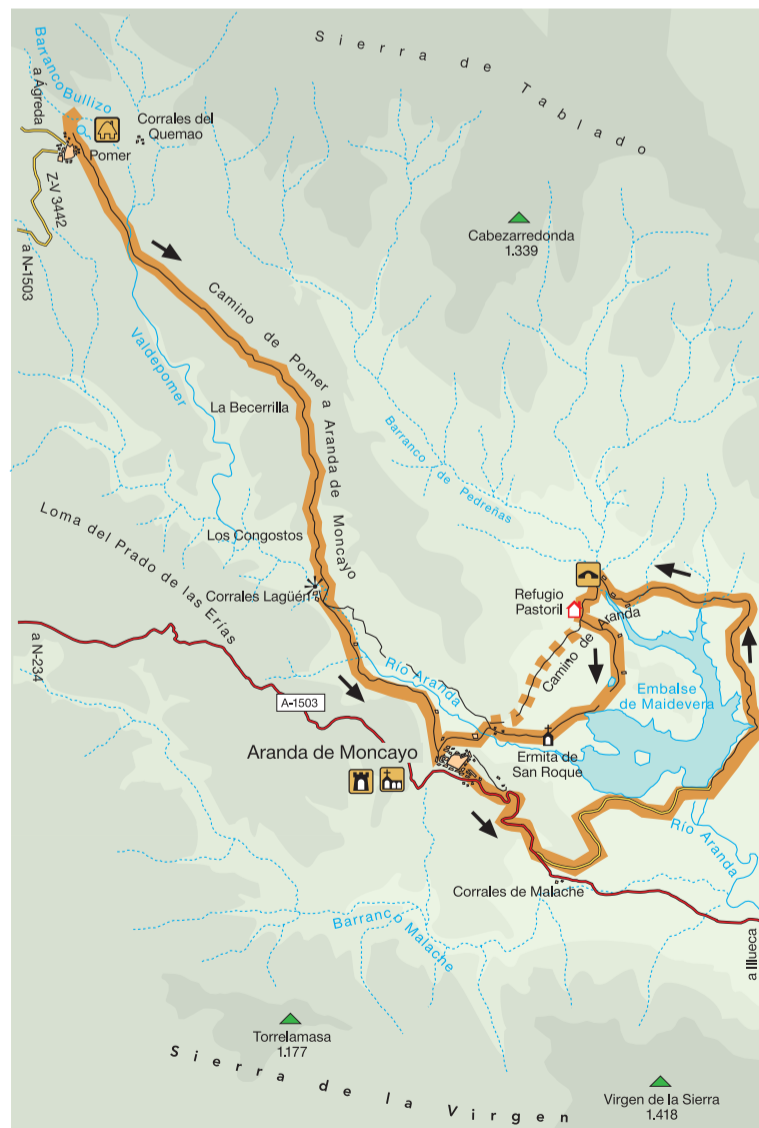 Sierra de Tablado
Barranco Bullizo
a Ágreda
Corrales del
Quemao
Pomer
Z-V 3442
a N-1503
Cabezarredonda
1.339
Camino de Pomer a Aranda de Moncayo
Valdepomer
La Becerrilla
Barranco de Pedreñas
Loma del Prado de las Erías
Los Congostos
Corrales Lagüén
Refugio
Pastoril
Camino de Aranda
a N-234
Río Aranda
A-1503
Embalse
de Maidevera
Aranda de Moncayo
Ermita de
San Roque
Río Aranda
Corrales de Malache
Barranco Malache
a Illueca
Torrelamasa
1.177
Sierra de la Virgen
Virgen de la Sierra
1.418